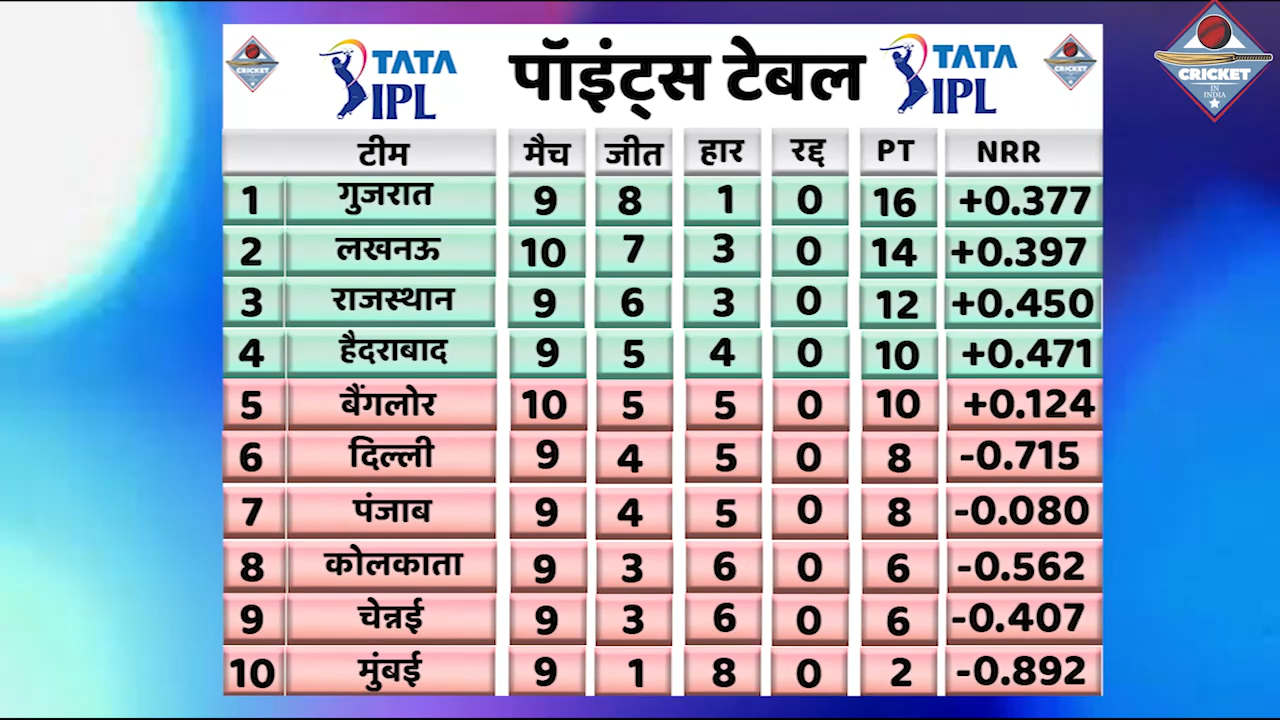 CRICKET
TATA IPL
पॉइंट्स टेबल
TATA IPL
CRICKET
CRICKET IN INDIA
टीम मैच जीत हार रद्द PT NRR
1 गुजरात 9 8 1 0 16 +0.377
2 लखनऊ 10 7 3 0 14 +0.397
3 राजस्थान 9 6 3 0 12 +0.450
4 हैदराबाद 9 5 4 0 10 +0.471
5 बैंगलोर 10 5 5 0 10 +0.124
6 दिल्ली 9 4 5 0 8 -0.715
7 पंजाब 9 4 5 0 8 -0.080
8 कोलकाता 9 3 6 0 6 -0.562
9 चेन्नई 9 3 6 0 6 -0.407
10 मुंबई 9 1 8 0 2 -0.892